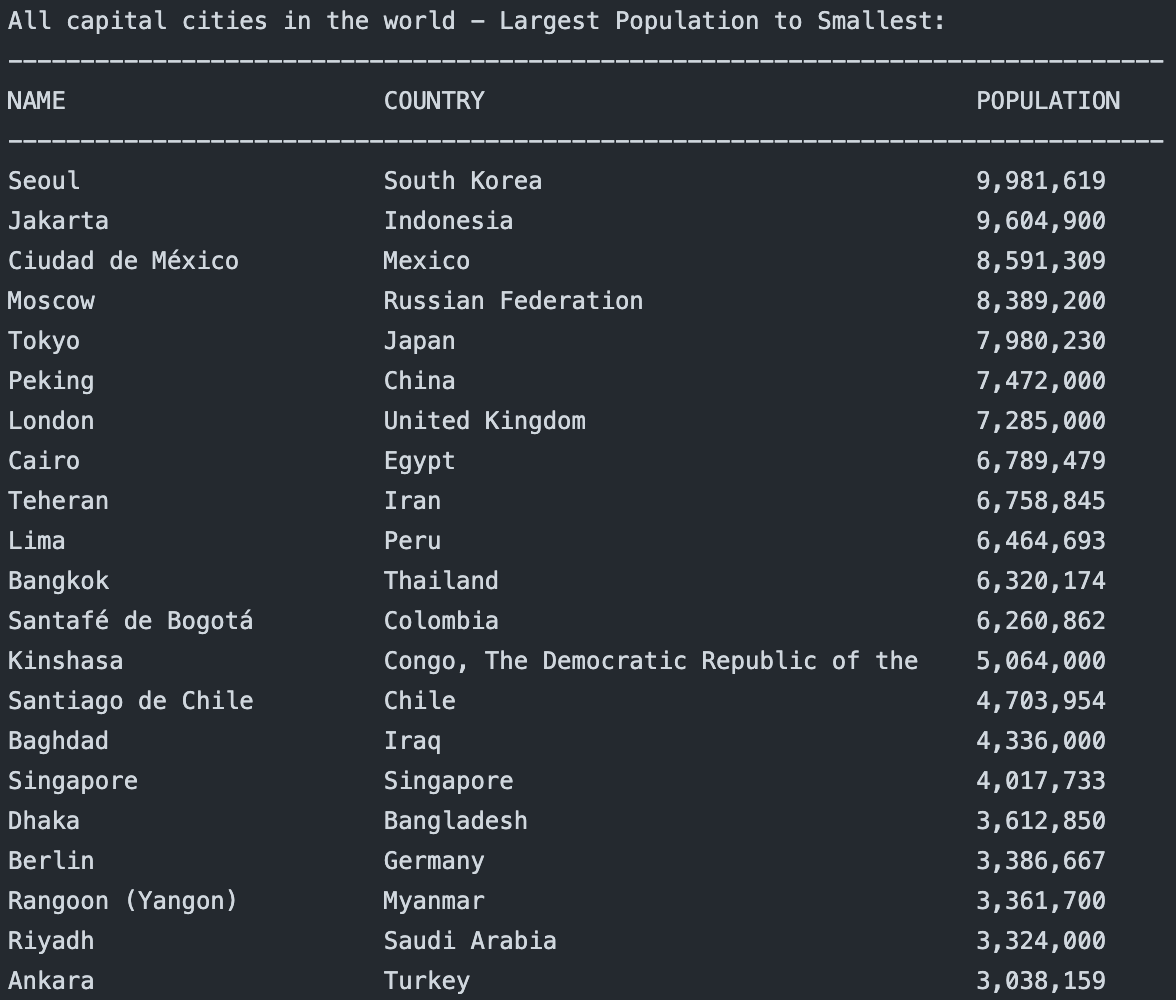 All capital cities in the world - Largest Population to Smallest:
--------------------------------------------------------------------------------
NAME COUNTRY POPULATION
--------------------------------------------------------------------------------
Seoul South Korea 9,981,619
Jakarta Indonesia 9,604,900
Ciudad de México Mexico 8,591,309
Moscow Russian Federation 8,389,200
Tokyo Japan 7,980,230
Peking China 7,472,000
London United Kingdom 7,285,000
Cairo Egypt 6,789,479
Teheran Iran 6,758,845
Lima Peru 6,464,693
Bangkok Thailand 6,320,174
Santafé de Bogotá Colombia 6,260,862
Kinshasa Congo, The Democratic Republic of the 5,064,000
Santiago de Chile Chile 4,703,954
Baghdad Iraq 4,336,000
Singapore Singapore 4,017,733
Dhaka Bangladesh 3,612,850
Berlin Germany 3,386,667
Rangoon (Yangon) Myanmar 3,361,700
Riyadh Saudi Arabia 3,324,000
Ankara Turkey 3,038,159